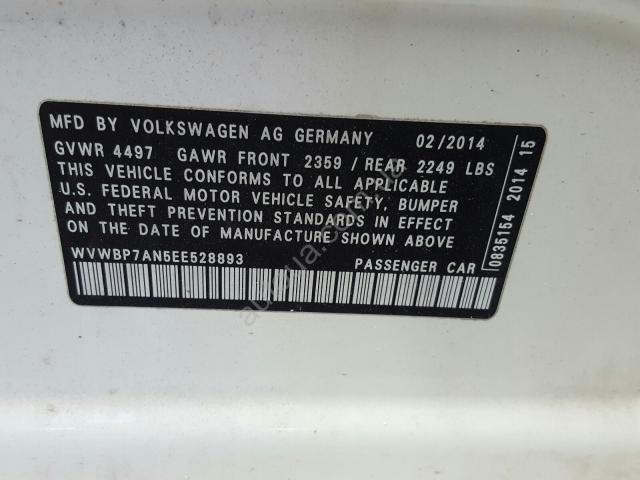 MFD BY VOLKSWAGEN AG GERMANY 02/2014
GVWR 4497 GAWR FRONT 2359 / REAR 2249 LBS
THIS VEHICLE CONFORMS TO ALL APPLICABLE
U.S. FEDERAL MOTOR VEHICLE SAFETY, BUMPER
AND THEFT PREVENTION STANDARDS IN EFFECT
ON THE DATE OF MANUFACTURE SHOWN ABOVE
WVWBP7AN5EE528893 PASSENGER CAR
0835154 2014 15